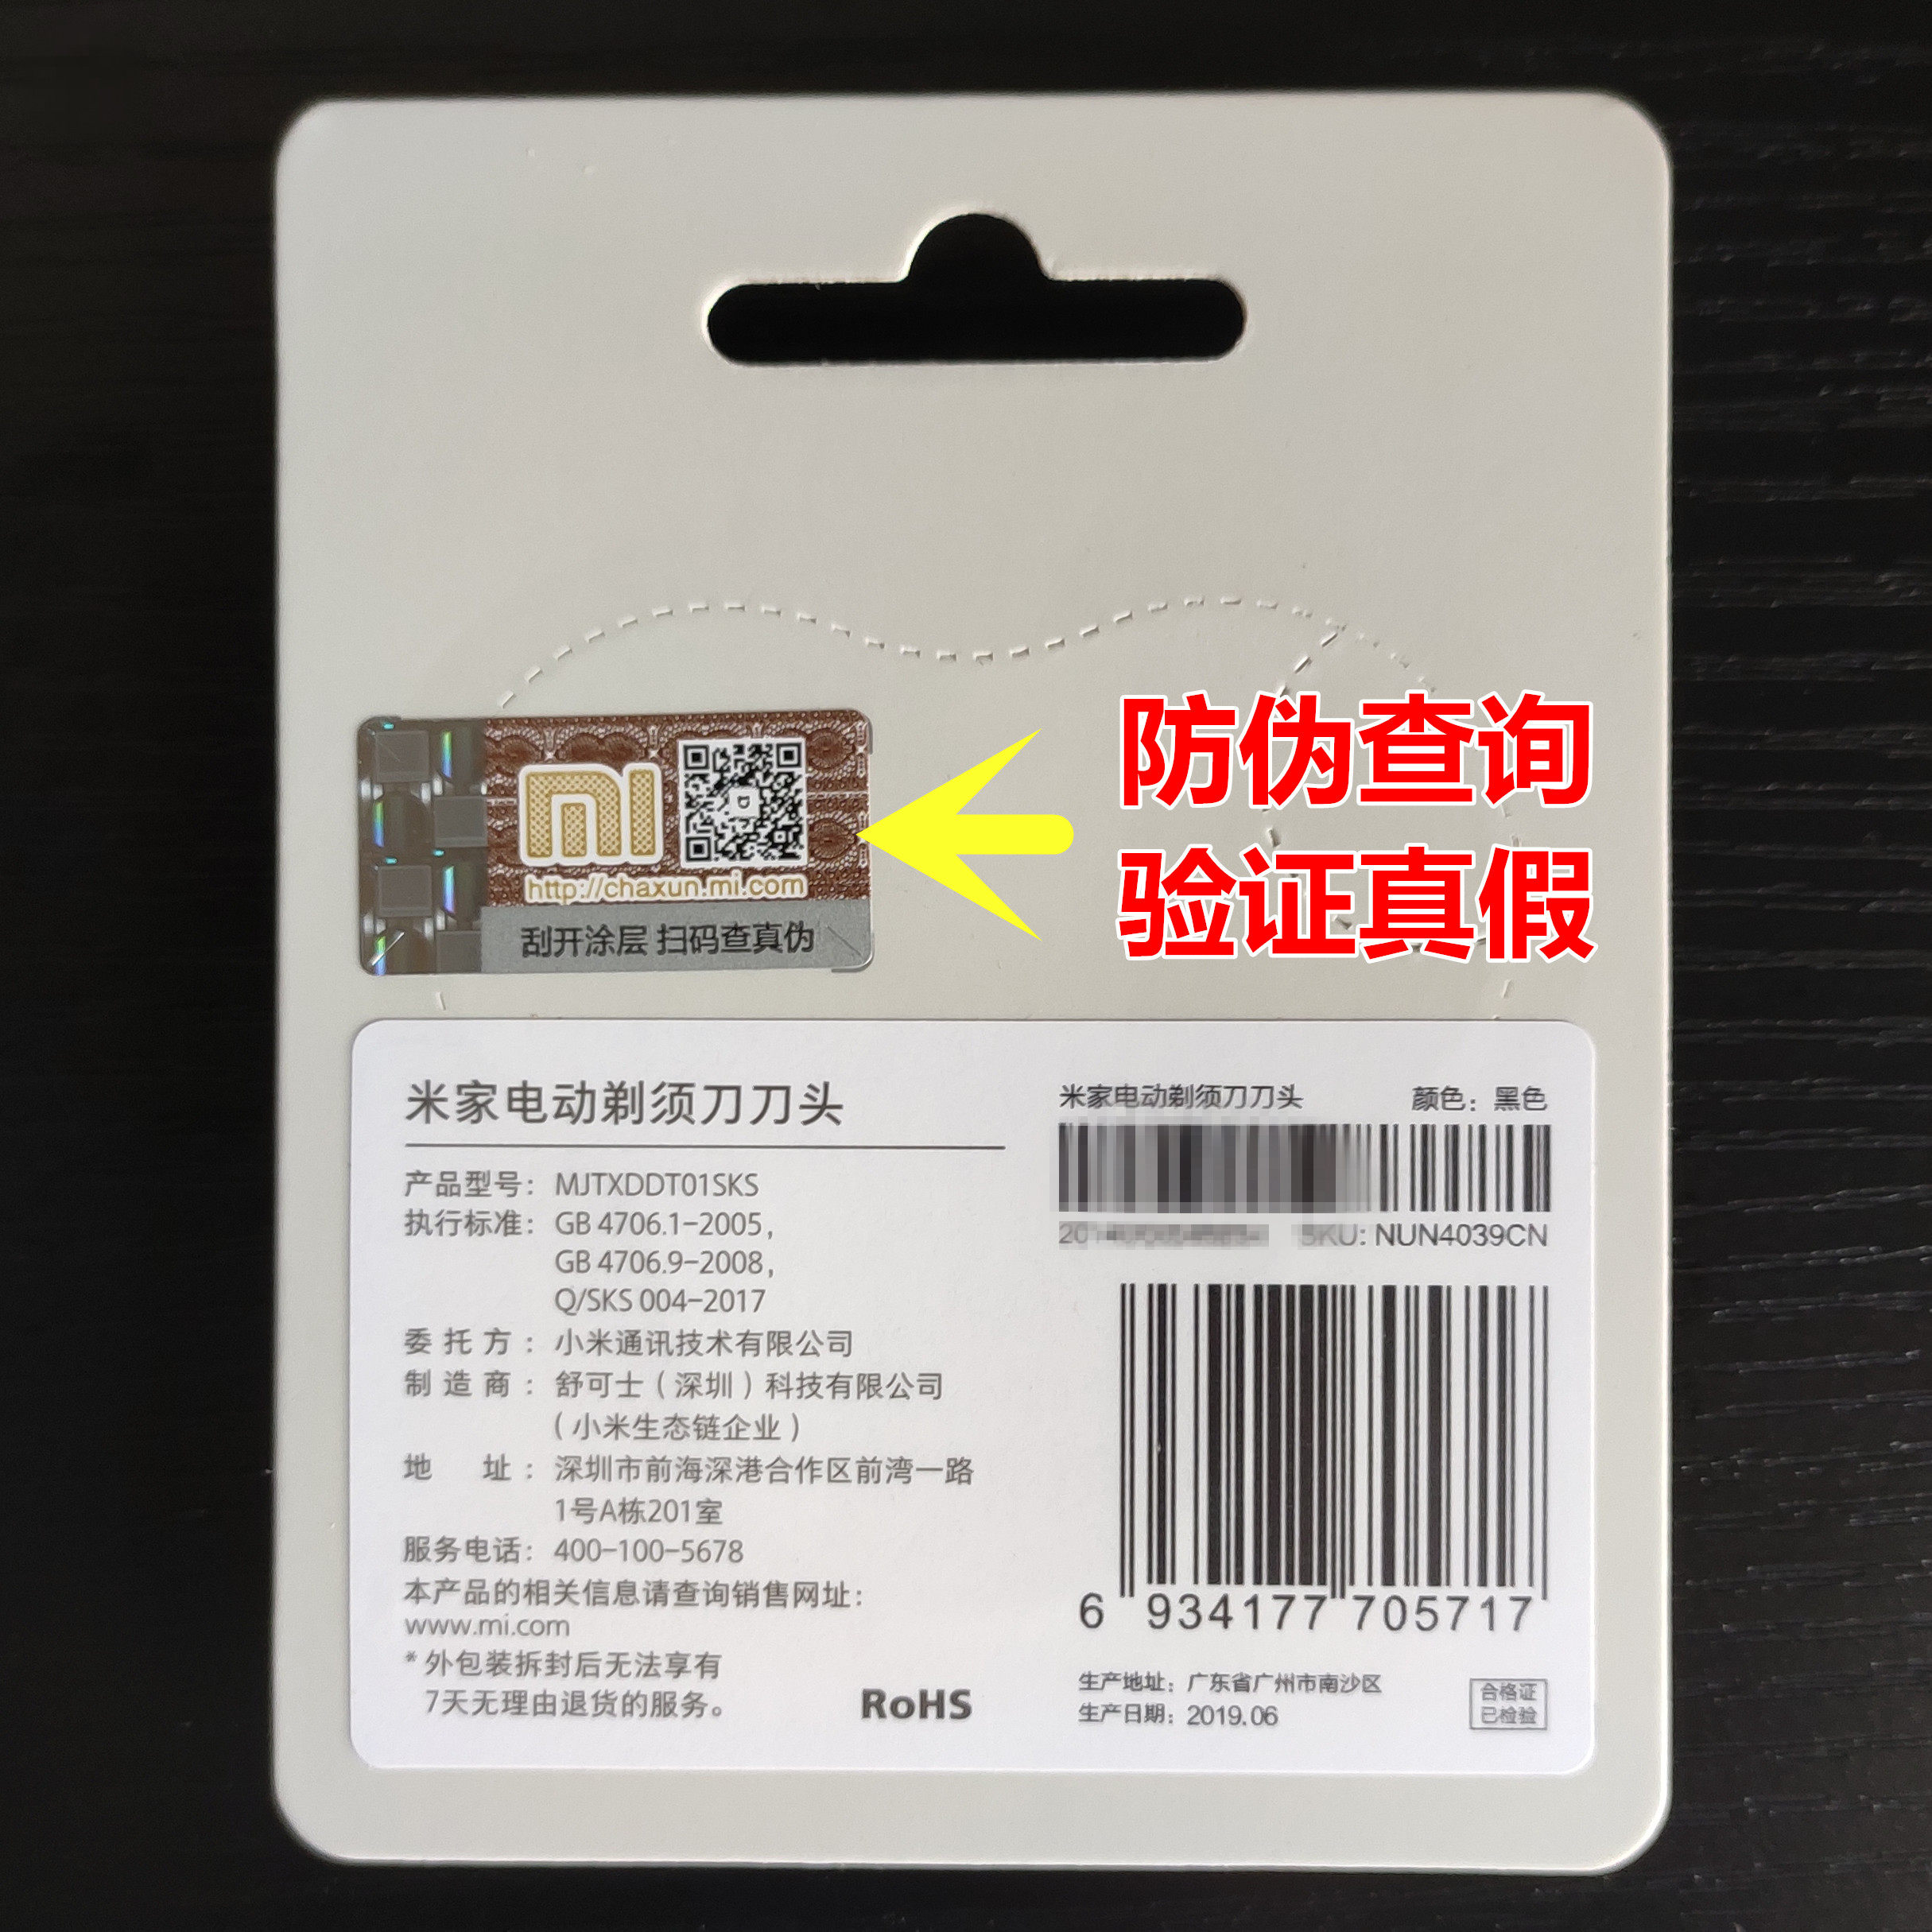 防伪查询
验证真假
mi
http://chaxun.mi.com
刮开涂层 扫码查真伪
米家电动剃须刀刀头
产品型号： MJTXDDT01SKS
执行标准： GB 4706.1-2005，
GB 4706.9-2008，
Q/SKS 004-2017
委托方： 小米通讯技术有限公司
制造商： 舒可士（深圳）科技有限公司
（小米生态链企业）
地址： 深圳市前海深港合作区前湾一路
1号A栋201室
服务电话： 400-100-5678
本产品的相关信息请查询销售网址：
www.mi.com
* 外包装拆封后无法享有
7天无理由退货的服务。
RoHS
米家电动剃须刀刀头 颜色：黑色
SKU: NUN4039CN
6 934177 705717
生产地址：广东省广州市南沙区
生产日期：2019.06
合格证
已检验